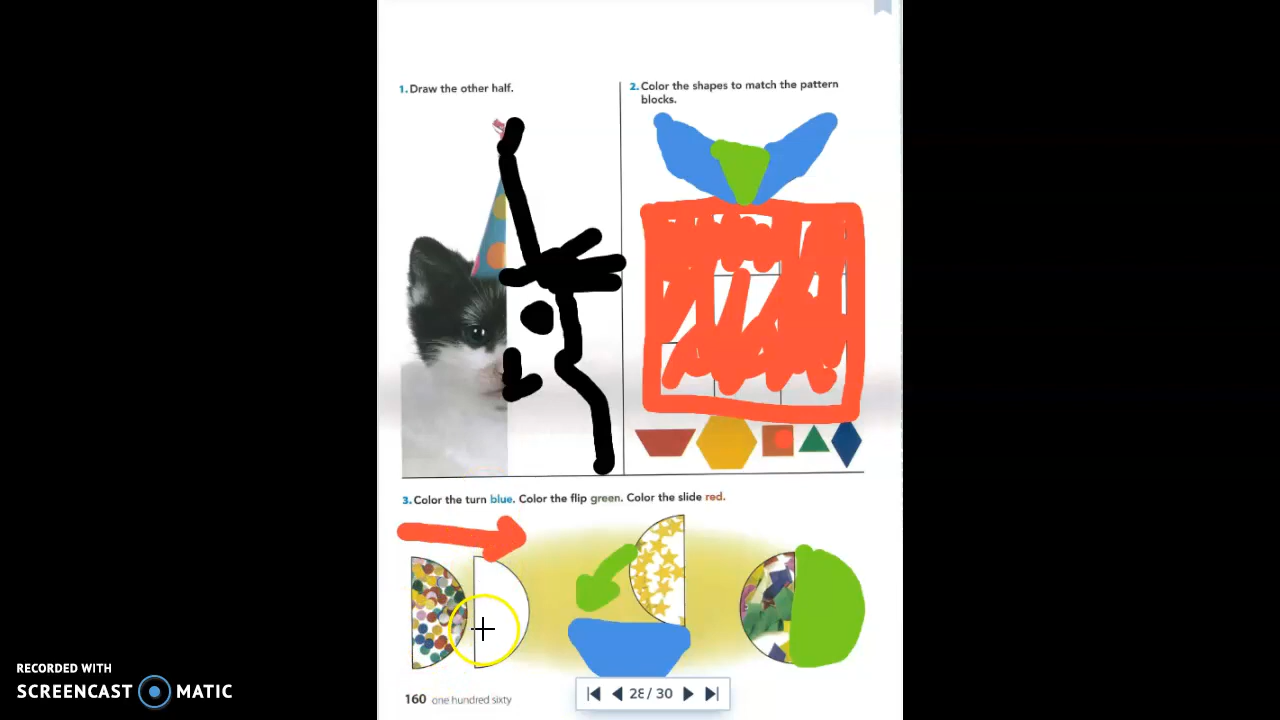 1. Draw the other half.
2. Color the shapes to match the pattern
blocks.
3. Color the turn blue. Color the flip green. Color the slide red.
160 one hundred sixty
28 / 30
RECORDED WITH
SCREENCAST MATIC